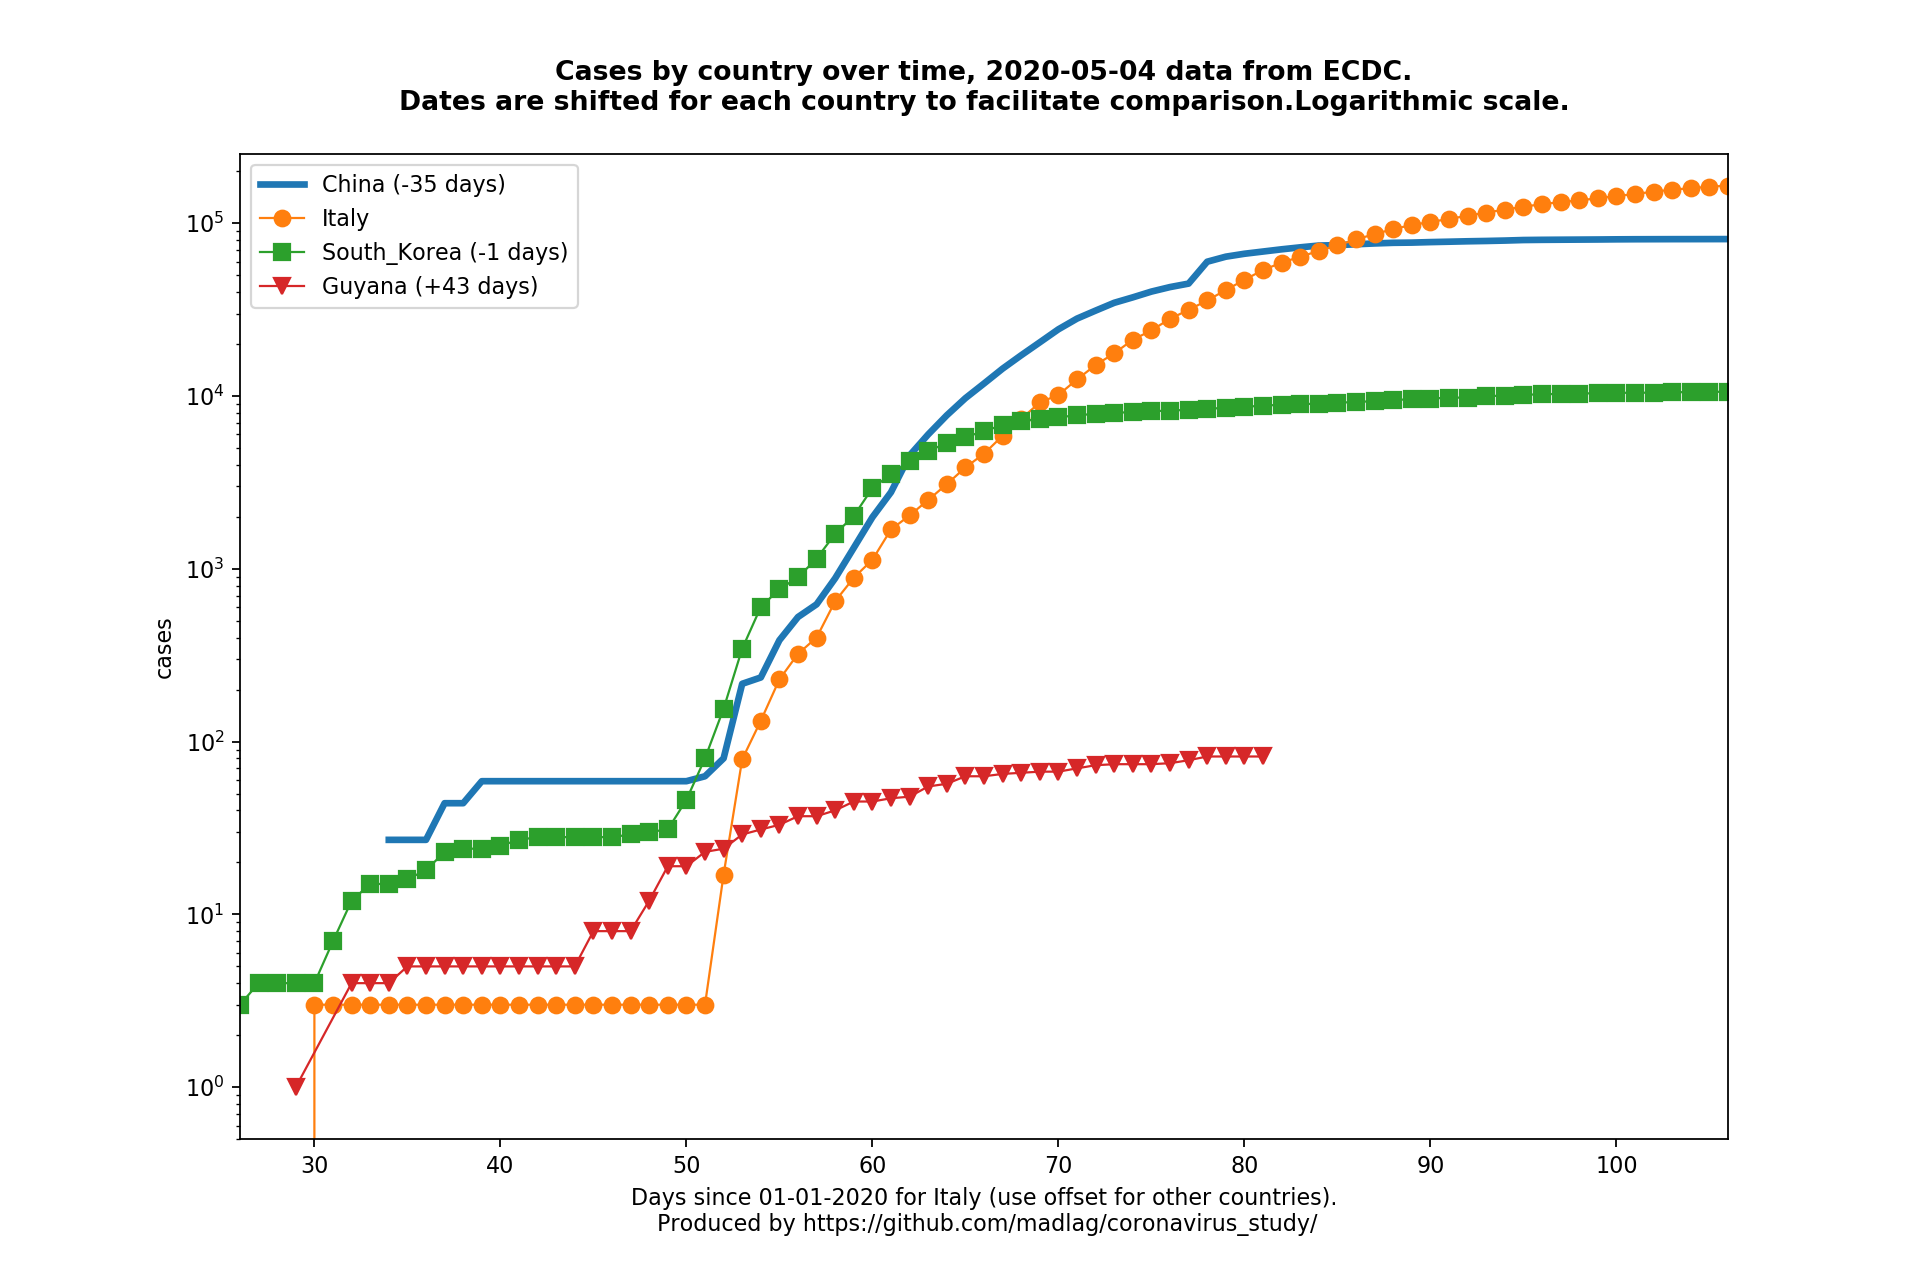 Cases by country over time, 2020-05-04 data from ECDC.
Dates are shifted for each country to facilitate comparison.Logarithmic scale.
China (-35 days)
Italy
South_Korea (-1 days)
Guyana (+43 days)
10⁵
10⁴
10³
10²
10¹
10⁰
cases
30 40 50 60 70 80 90 100
Days since 01-01-2020 for Italy (use offset for other countries).
Produced by https://github.com/madlag/coronavirus_study/